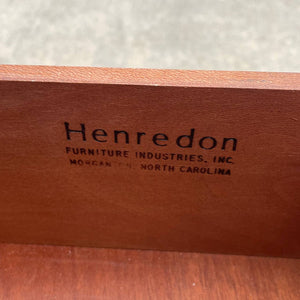 Henredon
FURNITURE INDUSTRIES, INC.
NORTH CAROLINA